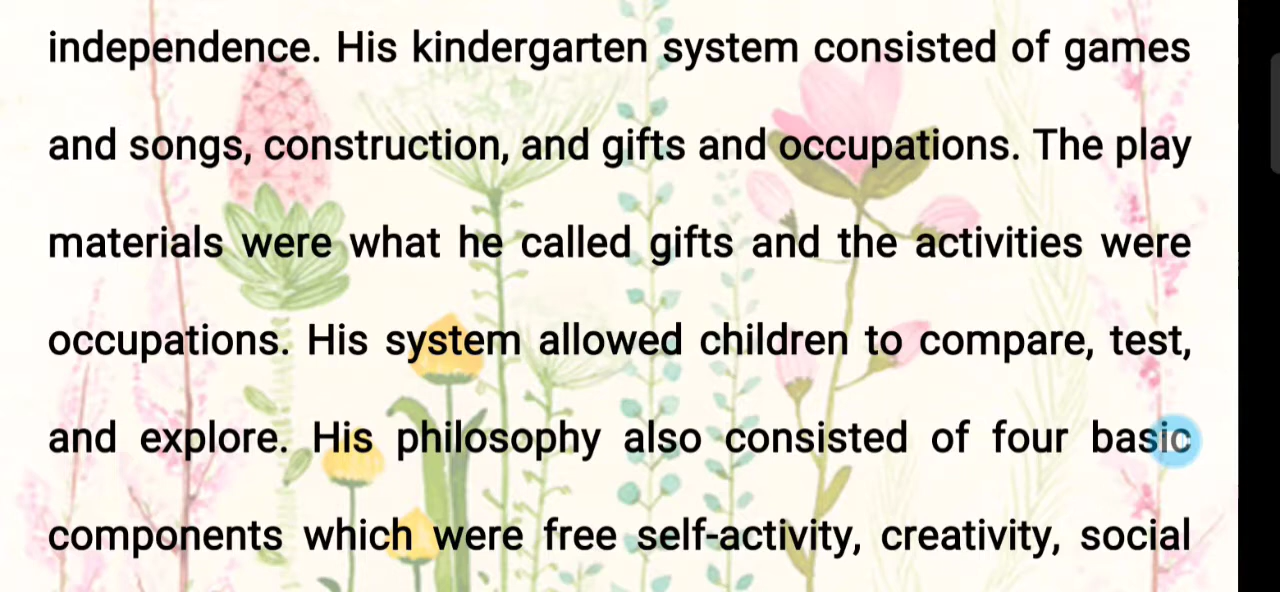 independence. His kindergarten system consisted of games
and songs, construction, and gifts and occupations. The play
materials were what he called gifts and the activities were
occupations. His system allowed children to compare, test,
and explore. His philosophy also consisted of four basic
components which were free self-activity, creativity, social